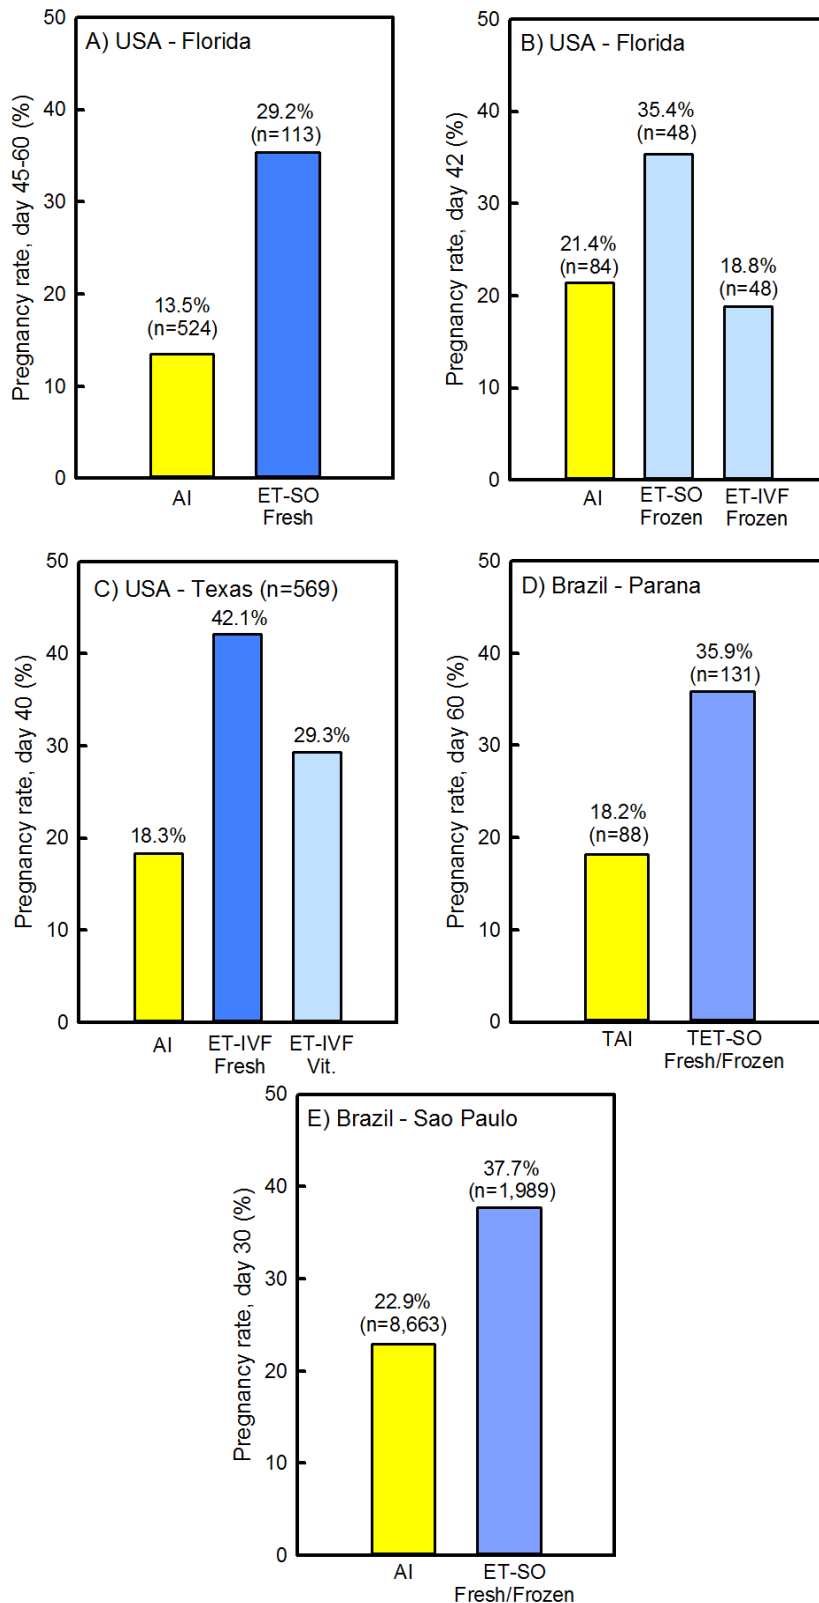 A) USA - Florida
Pregnancy rate, day 45-60 (%)
50
40
30
20
10
0
13.5%
(n=524)
29.2%
(n=113)
AI
ET-SO
Fresh
B) USA - Florida
Pregnancy rate, day 42 (%)
50
40
30
20
10
0
21.4%
(n=84)
35.4%
(n=48)
18.8%
(n=48)
AI
ET-SO
Frozen
ET-IVF
Frozen
C) USA - Texas (n=569)
Pregnancy rate, day 40 (%)
50
40
30
20
10
0
18.3%
42.1%
29.3%
AI
ET-IVF
Fresh
ET-IVF
Vit.
D) Brazil - Parana
Pregnancy rate, day 60 (%)
50
40
30
20
10
0
18.2%
(n=88)
35.9%
(n=131)
TAI
TET-SO
Fresh/Frozen
E) Brazil - Sao Paulo
Pregnancy rate, day 30 (%)
50
40
30
20
10
0
22.9%
(n=8,663)
37.7%
(n=1,989)
AI
ET-SO
Fresh/Frozen